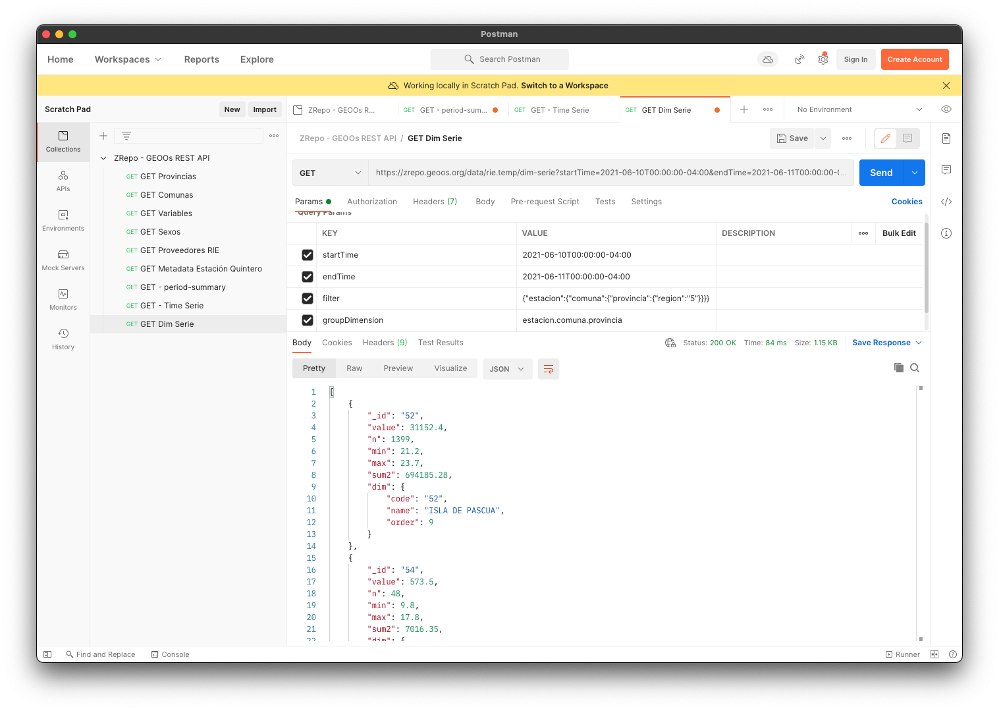 Postman
Home Workspaces Reports Explore Search Postman Sign In Create Account
Working locally in Scratch Pad. Switch to a Workspace
Scratch Pad New Import
ZRepo - GEOOs R... GET GET - period-sum... GET GET - Time Serie GET GET Dim Serie No Environment
Collections
APIs
Environments
Mock Servers
Monitors
History
ZRepo - GEOOs REST API
GET GET Provincias
GET GET Comunas
GET GET Variables
GET GET Sexos
GET GET Proveedores RIE
GET GET Metadata Estación Quintero
GET GET - period-summary
GET GET - Time Serie
GET GET Dim Serie
ZRepo - GEOOs REST API / GET Dim Serie Save
GET https://zrepo.geoos.org/data/rie.temp/dim-serie?startTime=2021-06-10T00:00:00-04:00&endTime=2021-06-11T00:00:00-(... Send
Params Authorization Headers (7) Body Pre-request Script Tests Settings Cookies
Query Params
KEY VALUE DESCRIPTION Bulk Edit
startTime 2021-06-10T00:00:00-04:00
endTime 2021-06-11T00:00:00-04:00
filter {"estacion":{"comuna":{"provincia":{"region":"5"}}}}
groupDimension estacion.comuna.provincia
Body Cookies Headers (9) Test Results Status: 200 OK Time: 84 ms Size: 1.15 KB Save Response
Pretty Raw Preview Visualize JSON
1 [
2 {
3 "_id": "52",
4 "value": 31152.4,
5 "n": 1399,
6 "min": 21.2,
7 "max": 23.7,
8 "sum2": 694185.28,
9 "dim": {
10 "code": "52",
11 "name": "ISLA DE PASCUA",
12 "order": 9
13 }
14 },
15 {
16 "_id": "54",
17 "value": 573.5,
18 "n": 48,
19 "min": 9.8,
20 "max": 17.8,
21 "sum2": 7016.35,
22 "dim": {
Find and Replace Console Runner